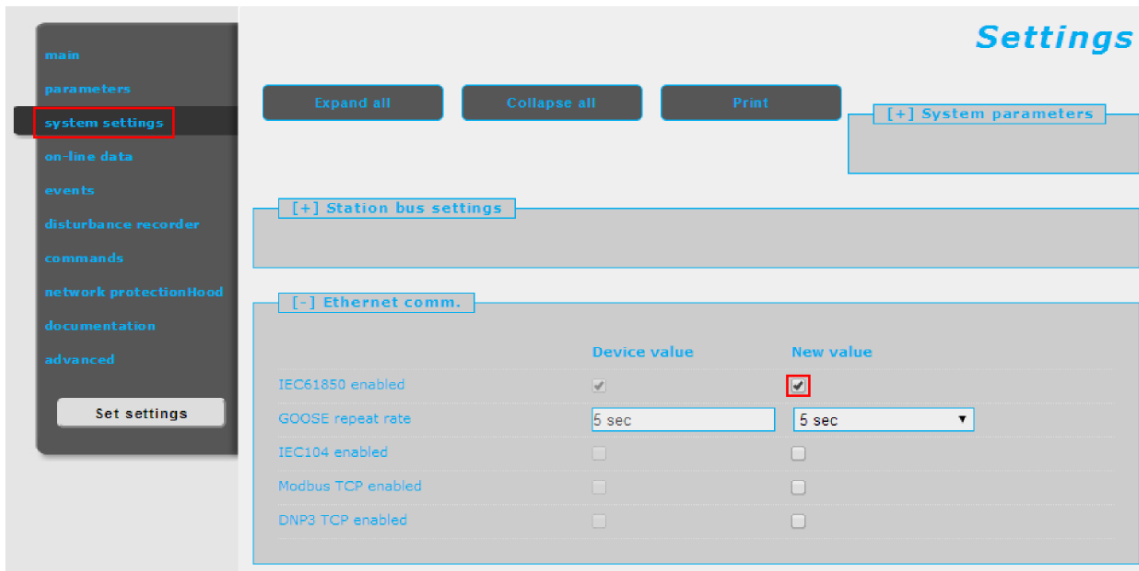 Settings
main
parameters
system settings
on-line data
events
disturbance recorder
commands
network protectionHood
documentation
advanced
Set settings
Expand all
Collapse all
Print
[+] System parameters
[+] Station bus settings
[-] Ethernet comm.
Device value New value
IEC61850 enabled
GOOSE repeat rate 5 sec 5 sec
IEC104 enabled
Modbus TCP enabled
DNP3 TCP enabled